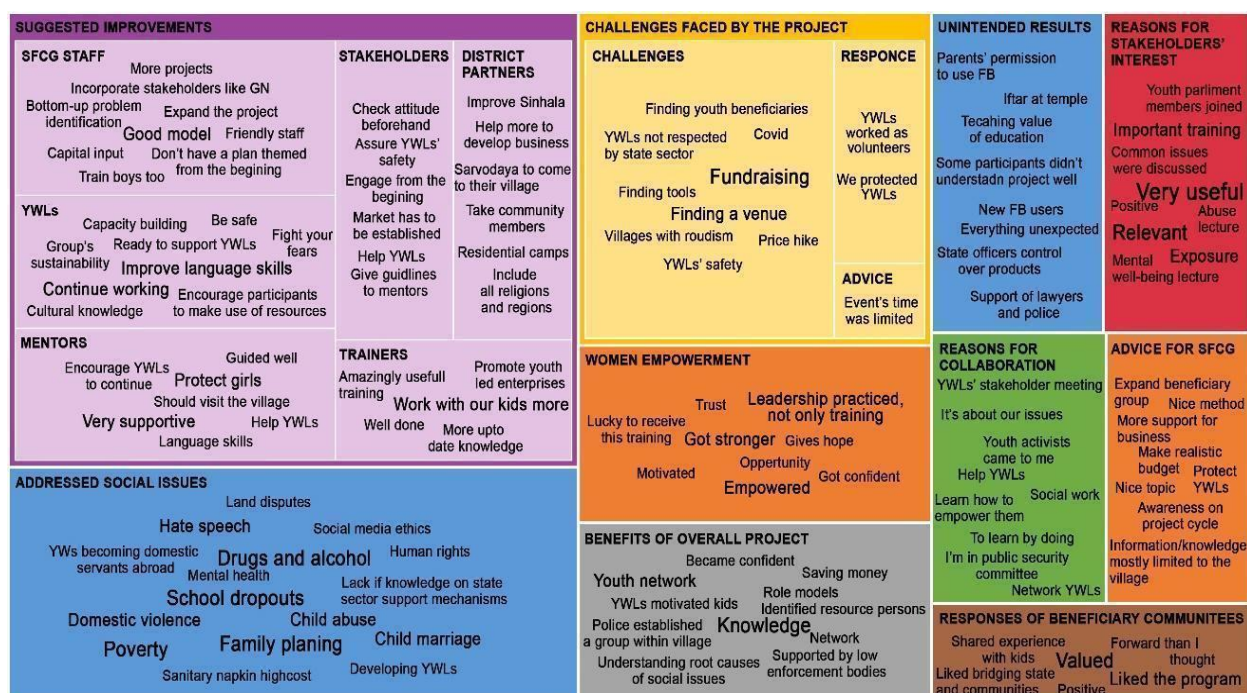 SUGGESTED IMPROVEMENTS
SFCG STAFF
More projects
Incorporate stakeholders like GN
Bottom-up problem
identification
Expand the project
Good model
Friendly staff
Capital input
Don't have a plan themed
from the begining
Train boys too
STAKEHOLDERS
Check attitude
beforehand
Assure YWLs'
safety
Engage from the
begining
Market has to
be established
Help YWLs
Give guidlines
to mentors
DISTRICT
PARTNERS
Improve Sinhala
Help more to
develop business
Sarvodaya to come
to their village
Take community
members
Residential camps
Include
all religions
and regions
YWLs
Capacity building
Be safe
Group's
sustainability
Ready to support YWLs
Fight your
fears
Improve language skills
Continue working
Encourage participants
to make use of resources
Cultural knowledge
MENTORS
Guided well
Encourage YWLs
to continue
Protect girls
Should visit the village
Very supportive
Help YWLs
Language skills
TRAINERS
Amazingly usefull
training
Promote youth
led enterprises
Work with our kids more
Well done
More upto
date knowledge
ADDRESSED SOCIAL ISSUES
Land disputes
Hate speech
Social media ethics
YWs becoming domestic
servants abroad
Drugs and alcohol
Human rights
Mental health
Lack if knowledge on state
sector support mechanisms
School dropouts
Domestic violence
Child abuse
Poverty
Family planing
Child marriage
Sanitary napkin highcost
Developing YWLs
CHALLENGES FACED BY THE PROJECT
CHALLENGES
Finding youth beneficiaries
YWLs not respected
by state sector
Covid
Fundraising
Finding tools
Finding a venue
Villages with roudism
Price hike
YWLs' safety
RESPONCE
YWLs
worked as
volunteers
We protected
YWLs
ADVICE
Event's time
was limited
WOMEN EMPOWERMENT
Trust
Leadership practiced,
not only training
Lucky to receive
this training
Got stronger
Gives hope
Motivated
Opportunity
Got confident
Empowered
BENEFITS OF OVERALL PROJECT
Became confident
Saving money
Youth network
Role models
YWLs motivated kids
Identified resource persons
Police established
a group within village
Knowledge
Network
Understanding root causes
of social issues
Supported by low
enforcement bodies
UNINTENDED RESULTS
Parents' permission
to use FB
Iftar at temple
Tecahing value
of education
Some participants didn't
understadn project well
New FB users
Everything unexpected
State officers control
over products
Support of lawyers
and police
REASONS FOR
STAKEHOLDERS'
INTEREST
Youth parliment
members joined
Important training
Common issues
were discussed
Very useful
Positive
Abuse
lecture
Relevant
Mental
well-being lecture
Exposure
REASONS FOR
COLLABORATION
YWLs' stakeholder meeting
It's about our issues
Youth activists
came to me
Help YWLs
Learn how to
empower them
Social work
To learn by doing
I'm in public security
committee
Network YWLs
ADVICE FOR SFCG
Expand beneficiary
group
Nice method
More support for
business
Make realistic
budget
Protect
YWLs
Nice topic
Awareness on
project cycle
Information/knowledge
mostly limited to the
village
RESPONSES OF BENEFICIARY COMMUNITEES
Shared experience
with kids
Valued
Forward than I
thought
Liked bridging state
and communities
Positive
Liked the program